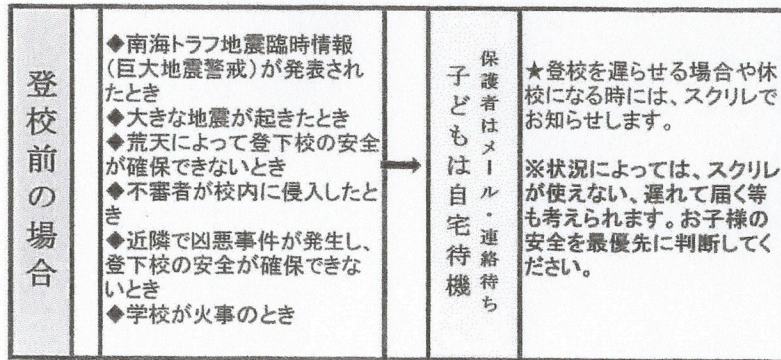 登校前の場合
◆南海トラフ地震臨時情報
(巨大地震警戒)が発表され
たとき
◆大きな地震が起きたとき
◆荒天によって登下校の安全
が確保できないとき
◆不審者が校内に侵入したと
き
◆近隣で凶悪事件が発生し、
登下校の安全が確保できな
いとき
◆学校が火事のとき
保護者はメール・連絡待ち
子どもは自宅待機
★登校を遅らせる場合や休
校になる時には、スクリレで
お知らせします。
※状況によっては、スクリレ
が使えない、遅れて届く等
も考えられます。お子様の
安全を最優先に判断してく
ださい。